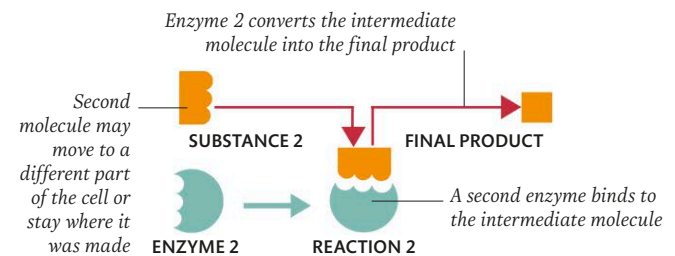 Enzyme 2 converts the intermediate
molecule into the final product
Second
molecule may
move to a
different part
of the cell or
stay where it
was made
SUBSTANCE 2
FINAL PRODUCT
A second enzyme binds to
the intermediate molecule
ENZYME 2
REACTION 2